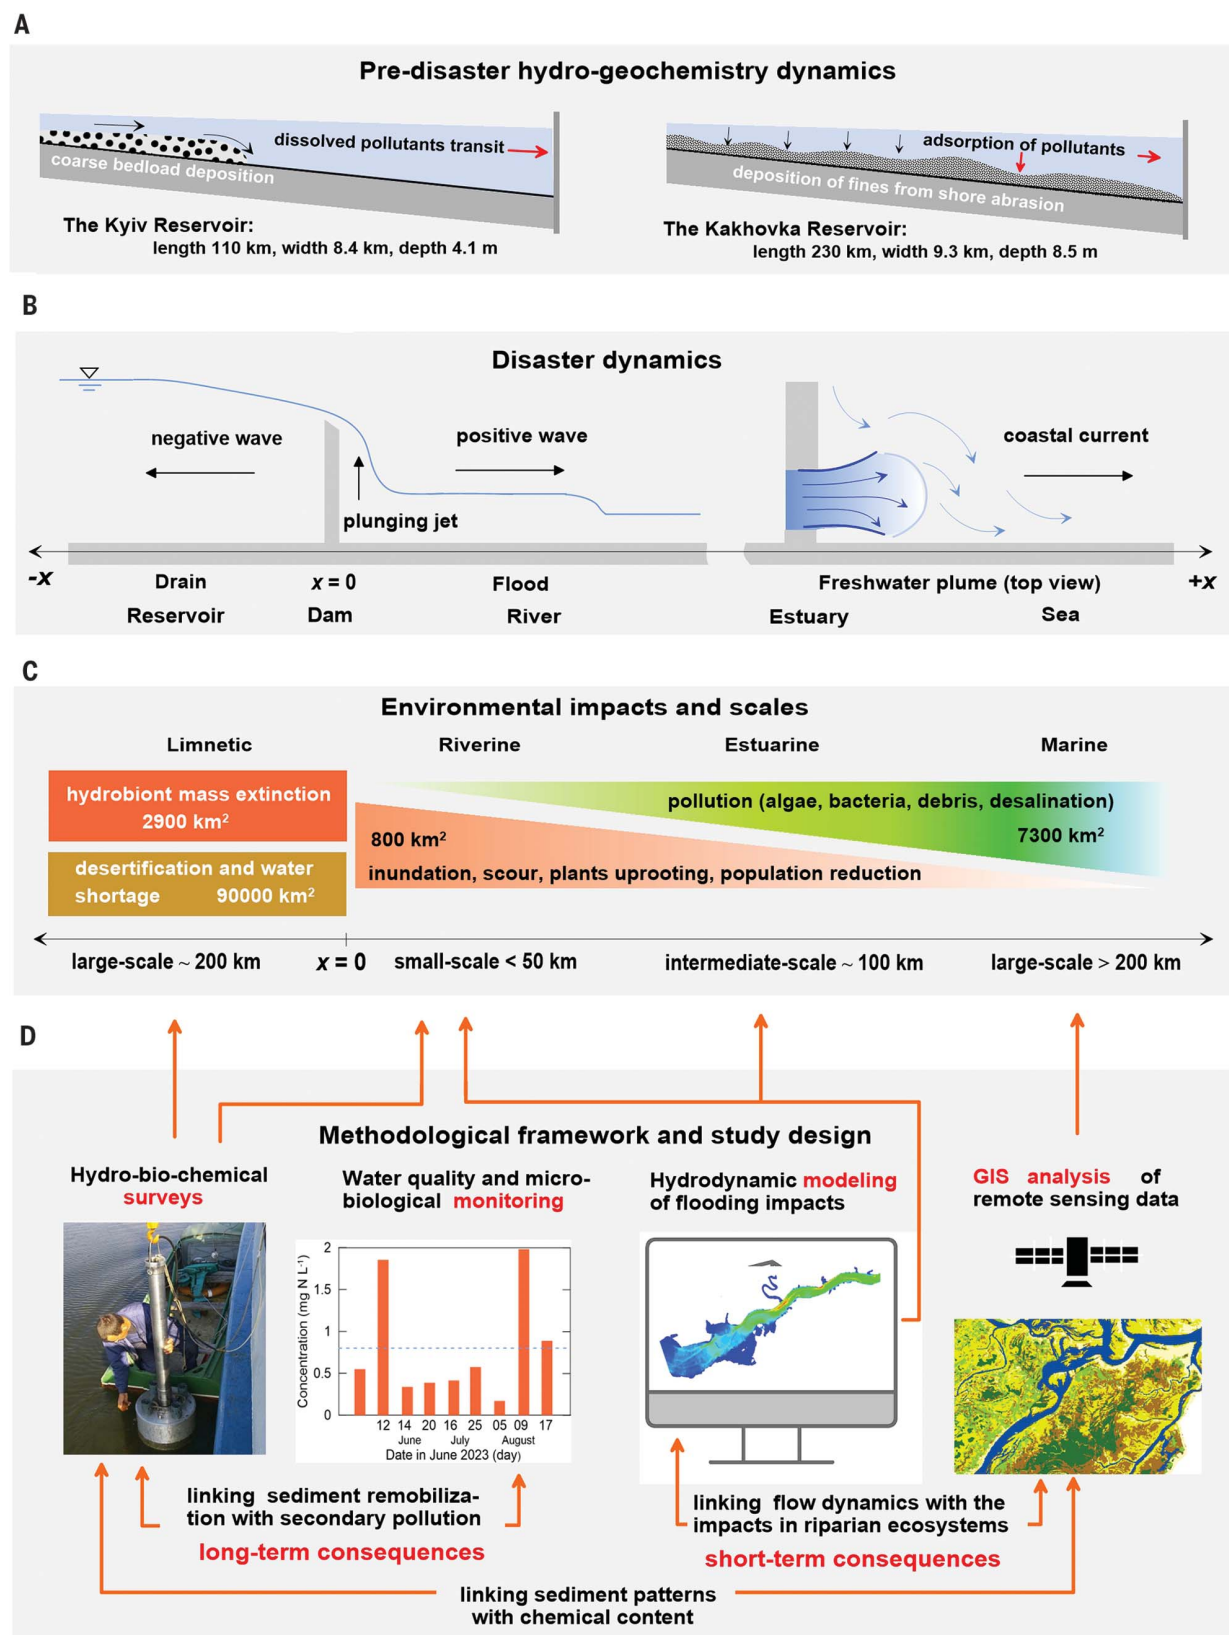 A
Pre-disaster hydro-geochemistry dynamics
dissolved pollutants transit
coarse bedload deposition
The Kyiv Reservoir:
length 110 km, width 8.4 km, depth 4.1 m
adsorption of pollutants
deposition of fines from shore abrasion
The Kakhovka Reservoir:
length 230 km, width 9.3 km, depth 8.5 m
B
Disaster dynamics
negative wave
positive wave
plunging jet
coastal current
-x
Drain
x = 0
Flood
Freshwater plume (top view)
+x
Reservoir
Dam
River
Estuary
Sea
C
Environmental impacts and scales
Limnetic
Riverine
Estuarine
Marine
hydrobiont mass extinction
2900 km²
desertification and water
shortage 90000 km²
pollution (algae, bacteria, debris, desalination)
7300 km²
800 km²
inundation, scour, plants uprooting, population reduction
large-scale ~ 200 km
x = 0
small-scale < 50 km
intermediate-scale ~ 100 km
large-scale > 200 km
D
Methodological framework and study design
Hydro-bio-chemical
surveys
Water quality and micro-
biological monitoring
Hydrodynamic modeling
of flooding impacts
GIS analysis of
remote sensing data
Concentration (mg N L⁻¹)
2
1.5
1
0.5
0
12 14 20 16 25 05 09 17
June July August
Date in June 2023 (day)
linking sediment remobiliza-
tion with secondary pollution
long-term consequences
linking flow dynamics with the
impacts in riparian ecosystems
short-term consequences
linking sediment patterns
with chemical content